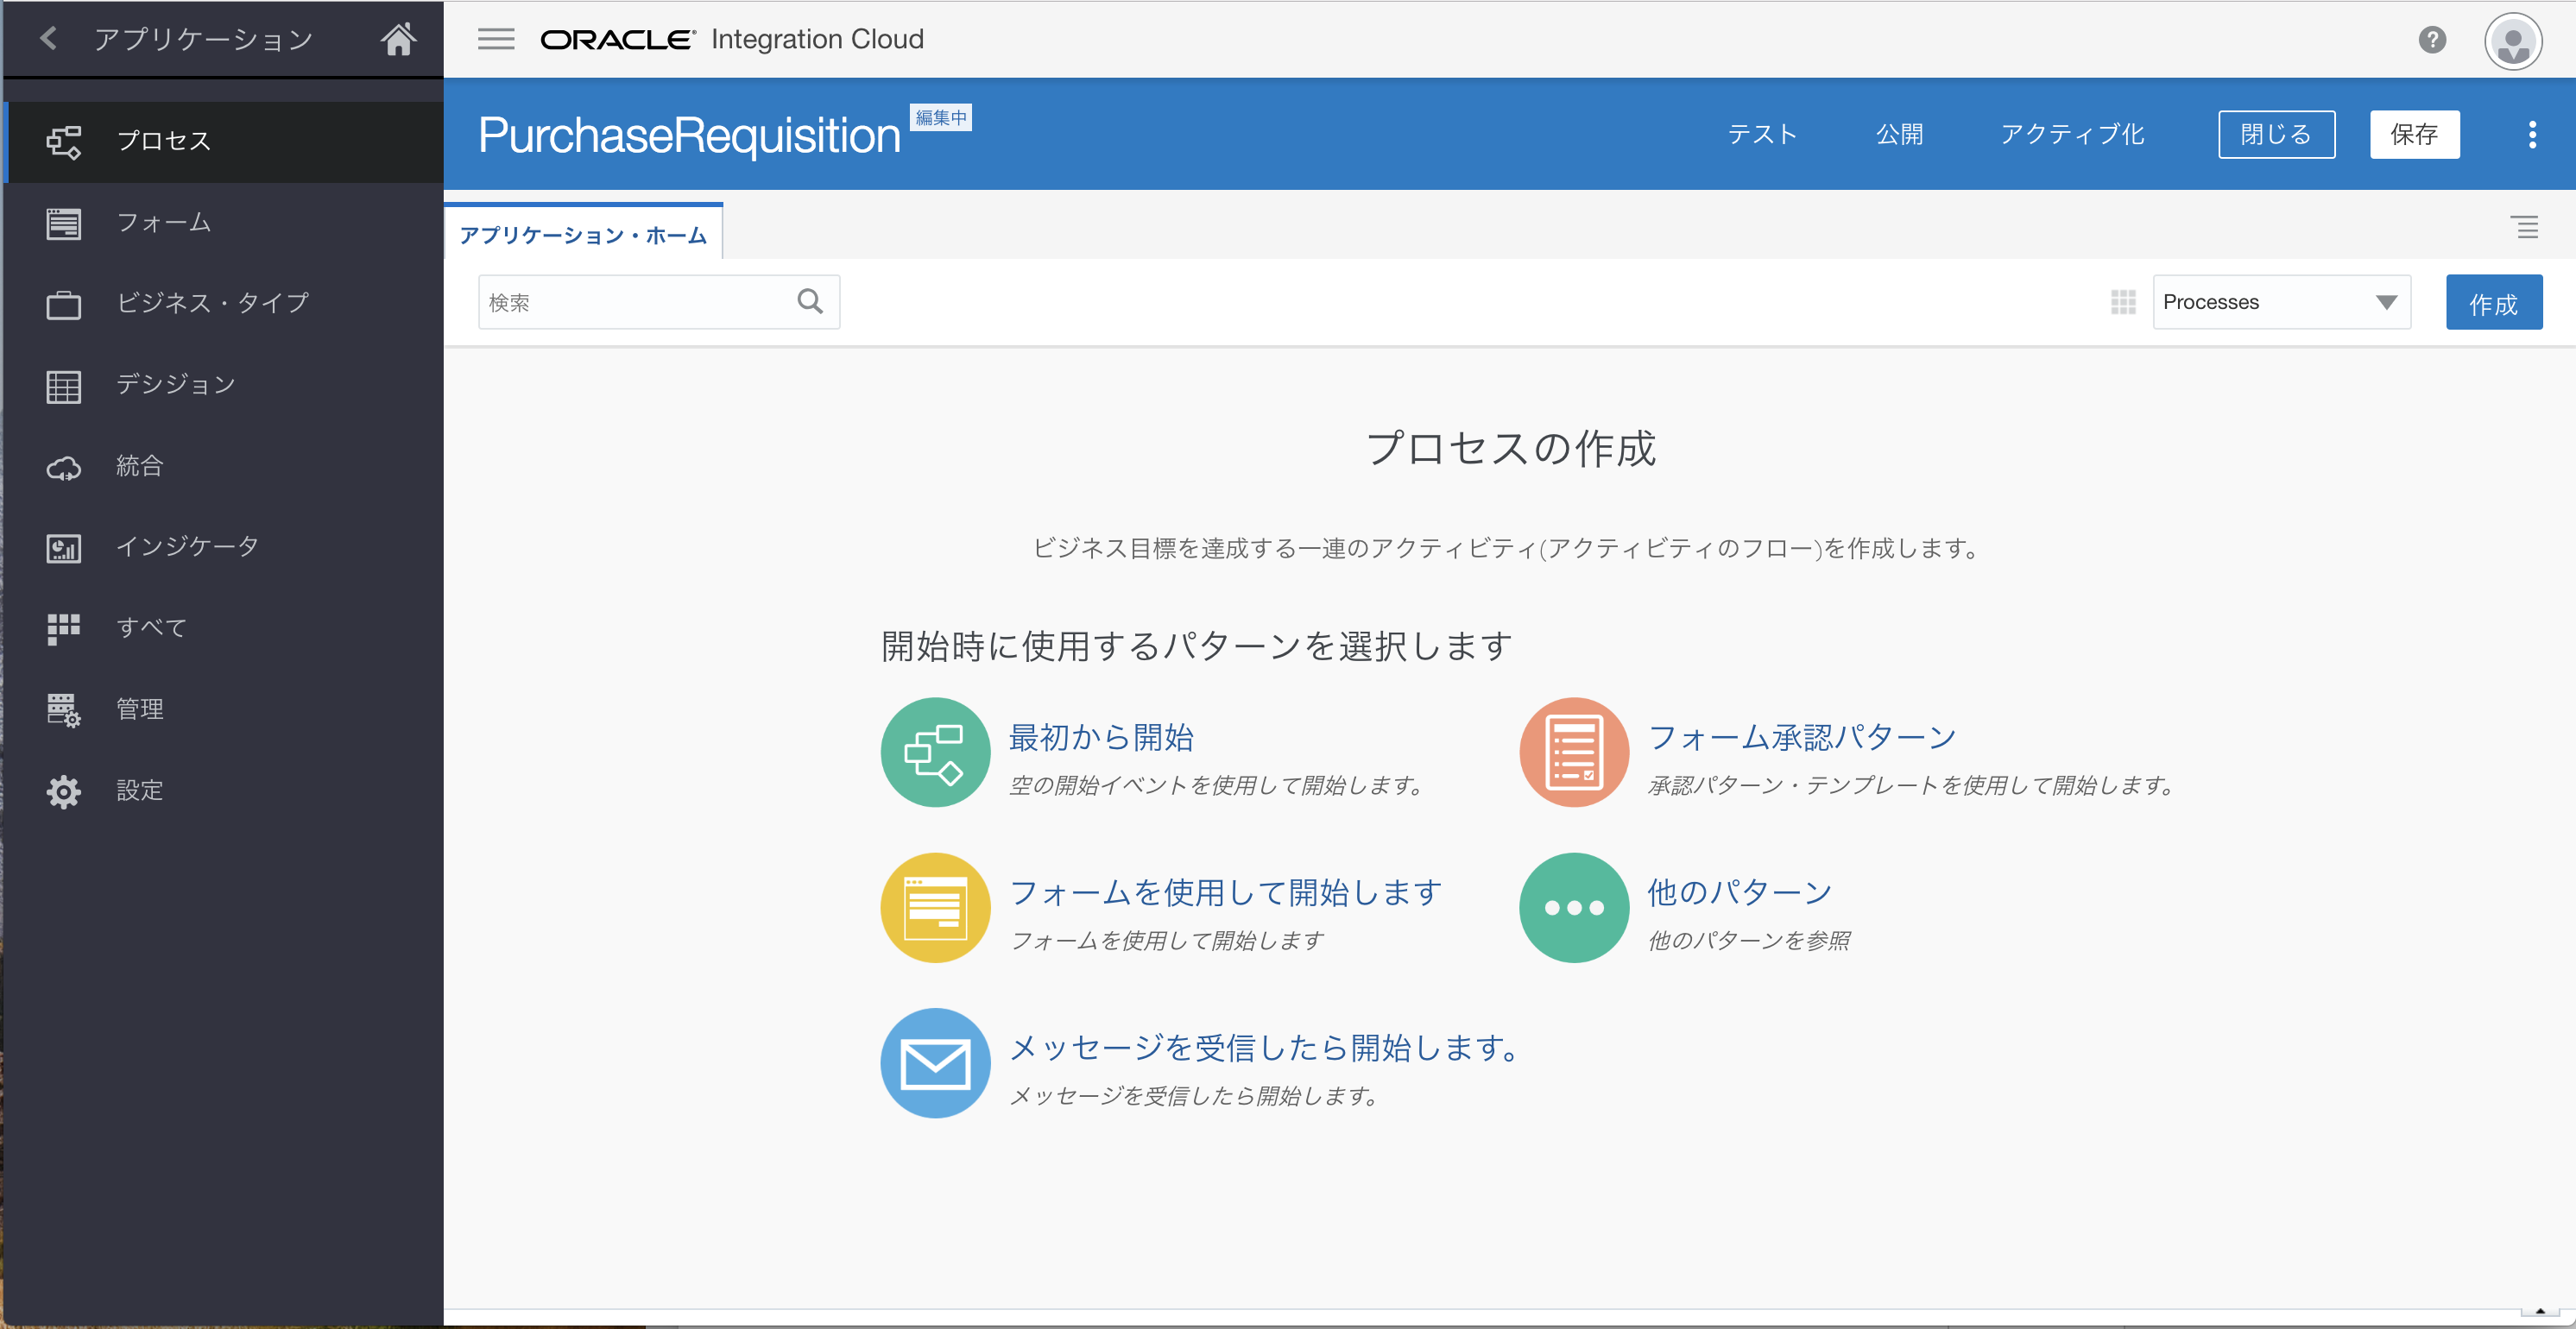 アプリケーション
ORACLE Integration Cloud
?
プロセス
フォーム
ビジネス・タイプ
デシジョン
統合
インジケータ
すべて
管理
設定
PurchaseRequisition 編集中
テスト 公開 アクティブ化 閉じる 保存
アプリケーション・ホーム
検索
Processes 作成
プロセスの作成
ビジネス目標を達成する一連のアクティビティ(アクティビティのフロー)を作成します。
開始時に使用するパターンを選択します
最初から開始
空の開始イベントを使用して開始します。
フォーム承認パターン
承認パターン・テンプレートを使用して開始します。
フォームを使用して開始します
フォームを使用して開始します
他のパターン
他のパターンを参照
メッセージを受信したら開始します。
メッセージを受信したら開始します。